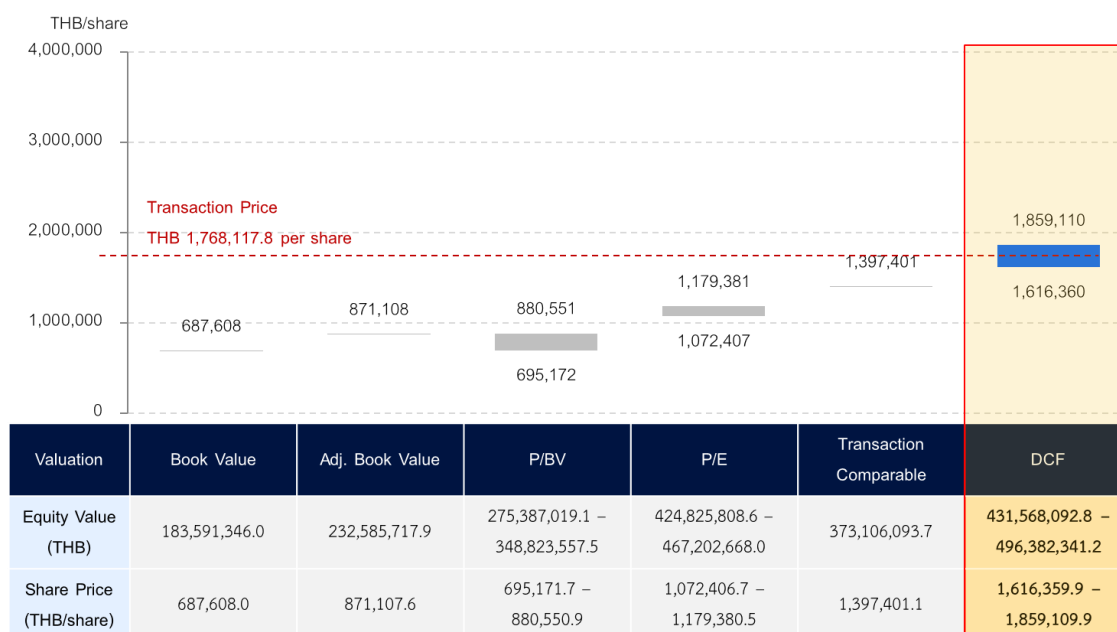 THB/share
4,000,000
3,000,000
2,000,000
1,000,000
0
Transaction Price
THB 1,768,117.8 per share
687,608
871,108
880,551
695,172
1,179,381
1,072,407
1,397,401
1,859,110
1,616,360
Valuation
Book Value
Adj. Book Value
P/BV
P/E
Transaction
Comparable
DCF
Equity Value
(THB)
183,591,346.0
232,585,717.9
275,387,019.1 –
348,823,557.5
424,825,808.6 –
467,202,668.0
373,106,093.7
431,568,092.8 –
496,382,341.2
Share Price
(THB/share)
687,608.0
871,107.6
695,171.7 –
880,550.9
1,072,406.7 –
1,179,380.5
1,397,401.1
1,616,359.9 –
1,859,109.9